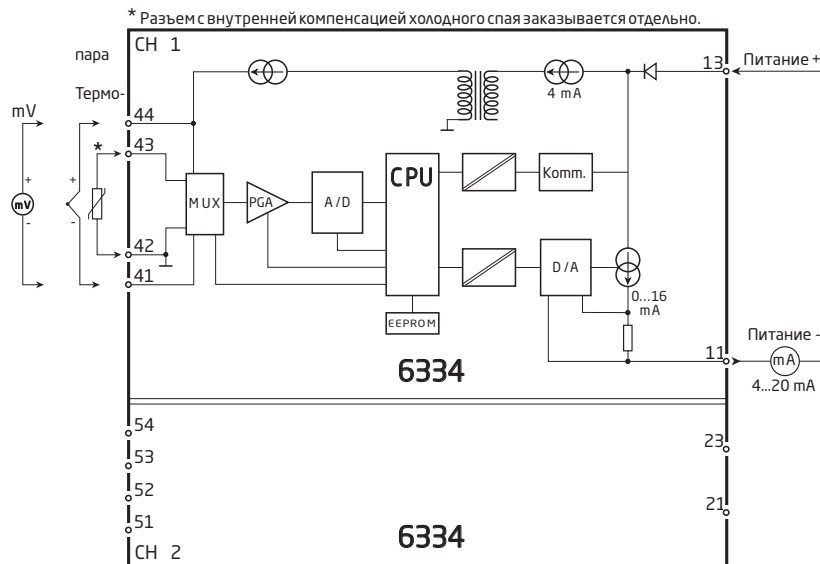 * Разъем с внутренней компенсацией холодного спая заказывается отдельно.
CH 1
пара
Термо-
mV
44
43
*
42
41
+
mV
-
+
-
MUX
PGA
A/D
CPU
EEPROM
Komm.
D/A
4 mA
0...16
mA
13
Питание +
11
Питание -
mA
4...20 mA
6334
54
53
52
51
23
21
CH 2
6334